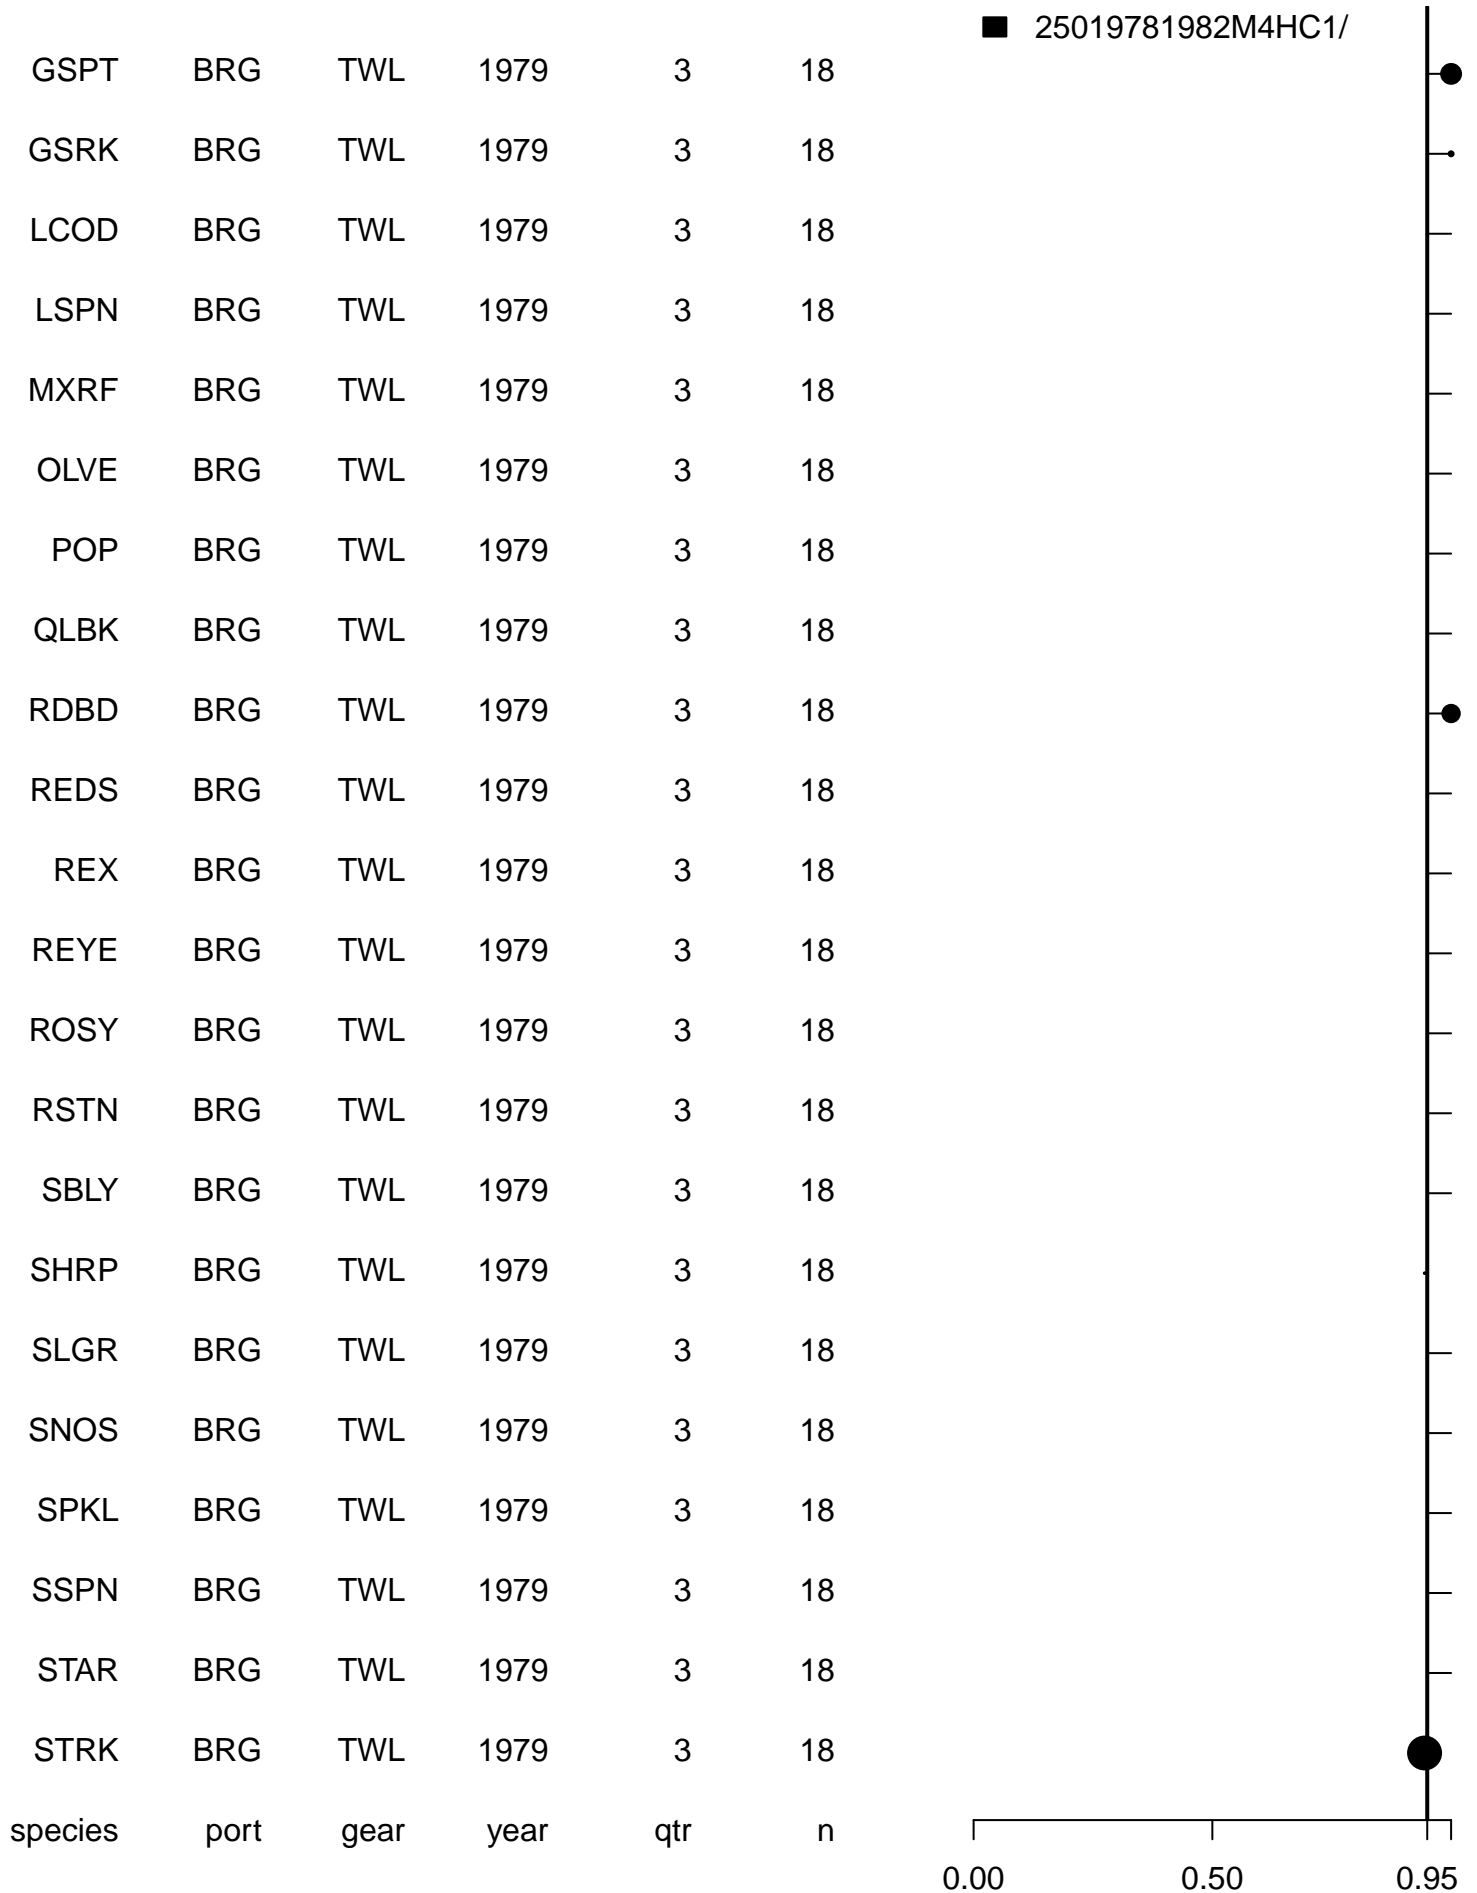 25019781982M4HC1/
GSPT BRG TWL 1979 3 18
GSRK BRG TWL 1979 3 18
LCOD BRG TWL 1979 3 18
LSPN BRG TWL 1979 3 18
MXRF BRG TWL 1979 3 18
OLVE BRG TWL 1979 3 18
POP BRG TWL 1979 3 18
QLBK BRG TWL 1979 3 18
RDBD BRG TWL 1979 3 18
REDS BRG TWL 1979 3 18
REX BRG TWL 1979 3 18
REYE BRG TWL 1979 3 18
ROSY BRG TWL 1979 3 18
RSTN BRG TWL 1979 3 18
SBLY BRG TWL 1979 3 18
SHRP BRG TWL 1979 3 18
SLGR BRG TWL 1979 3 18
SNOS BRG TWL 1979 3 18
SPKL BRG TWL 1979 3 18
SSPN BRG TWL 1979 3 18
STAR BRG TWL 1979 3 18
STRK BRG TWL 1979 3 18
species port gear year qtr n
0.00 0.50 0.95